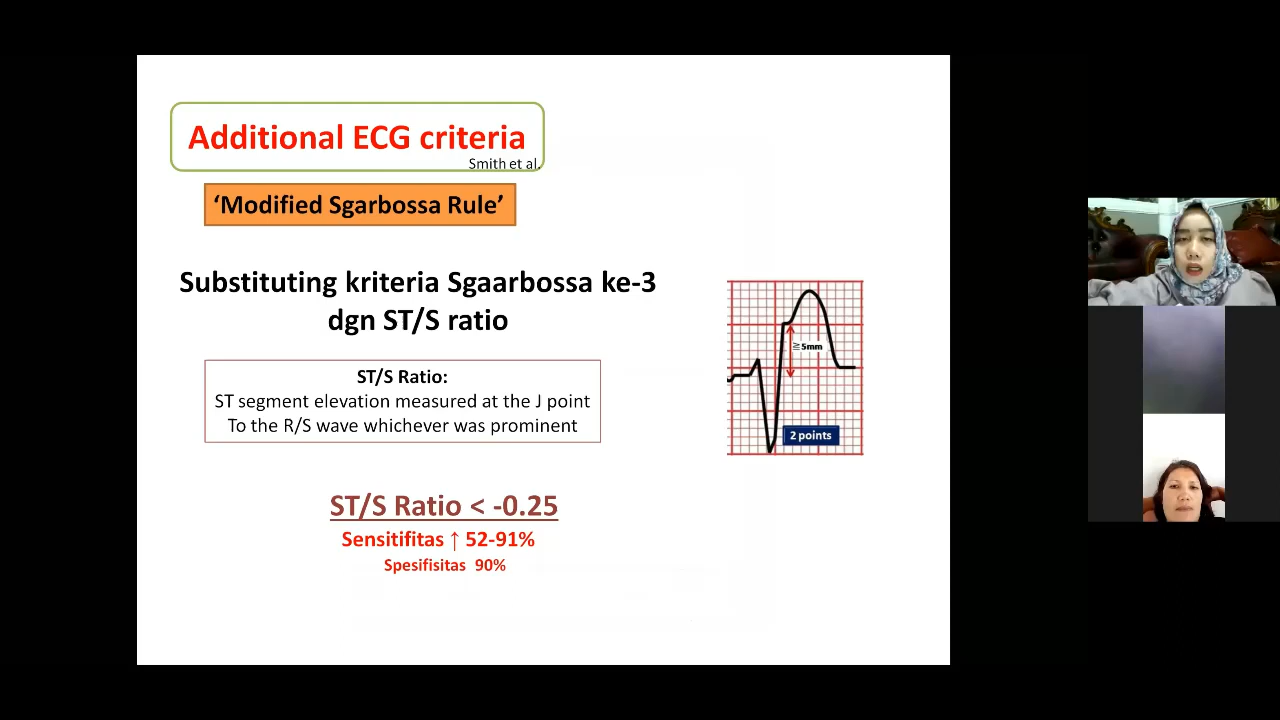 Additional ECG criteria
Smith et al.
‘Modified Sgarbossa Rule’
Substituting kriteria Sgaarbossa ke-3
dgn ST/S ratio
ST/S Ratio:
ST segment elevation measured at the J point
To the R/S wave whichever was prominent
≧5mm
2 points
ST/S Ratio < -0.25
Sensitifitas ↑ 52-91%
Spesifisitas 90%